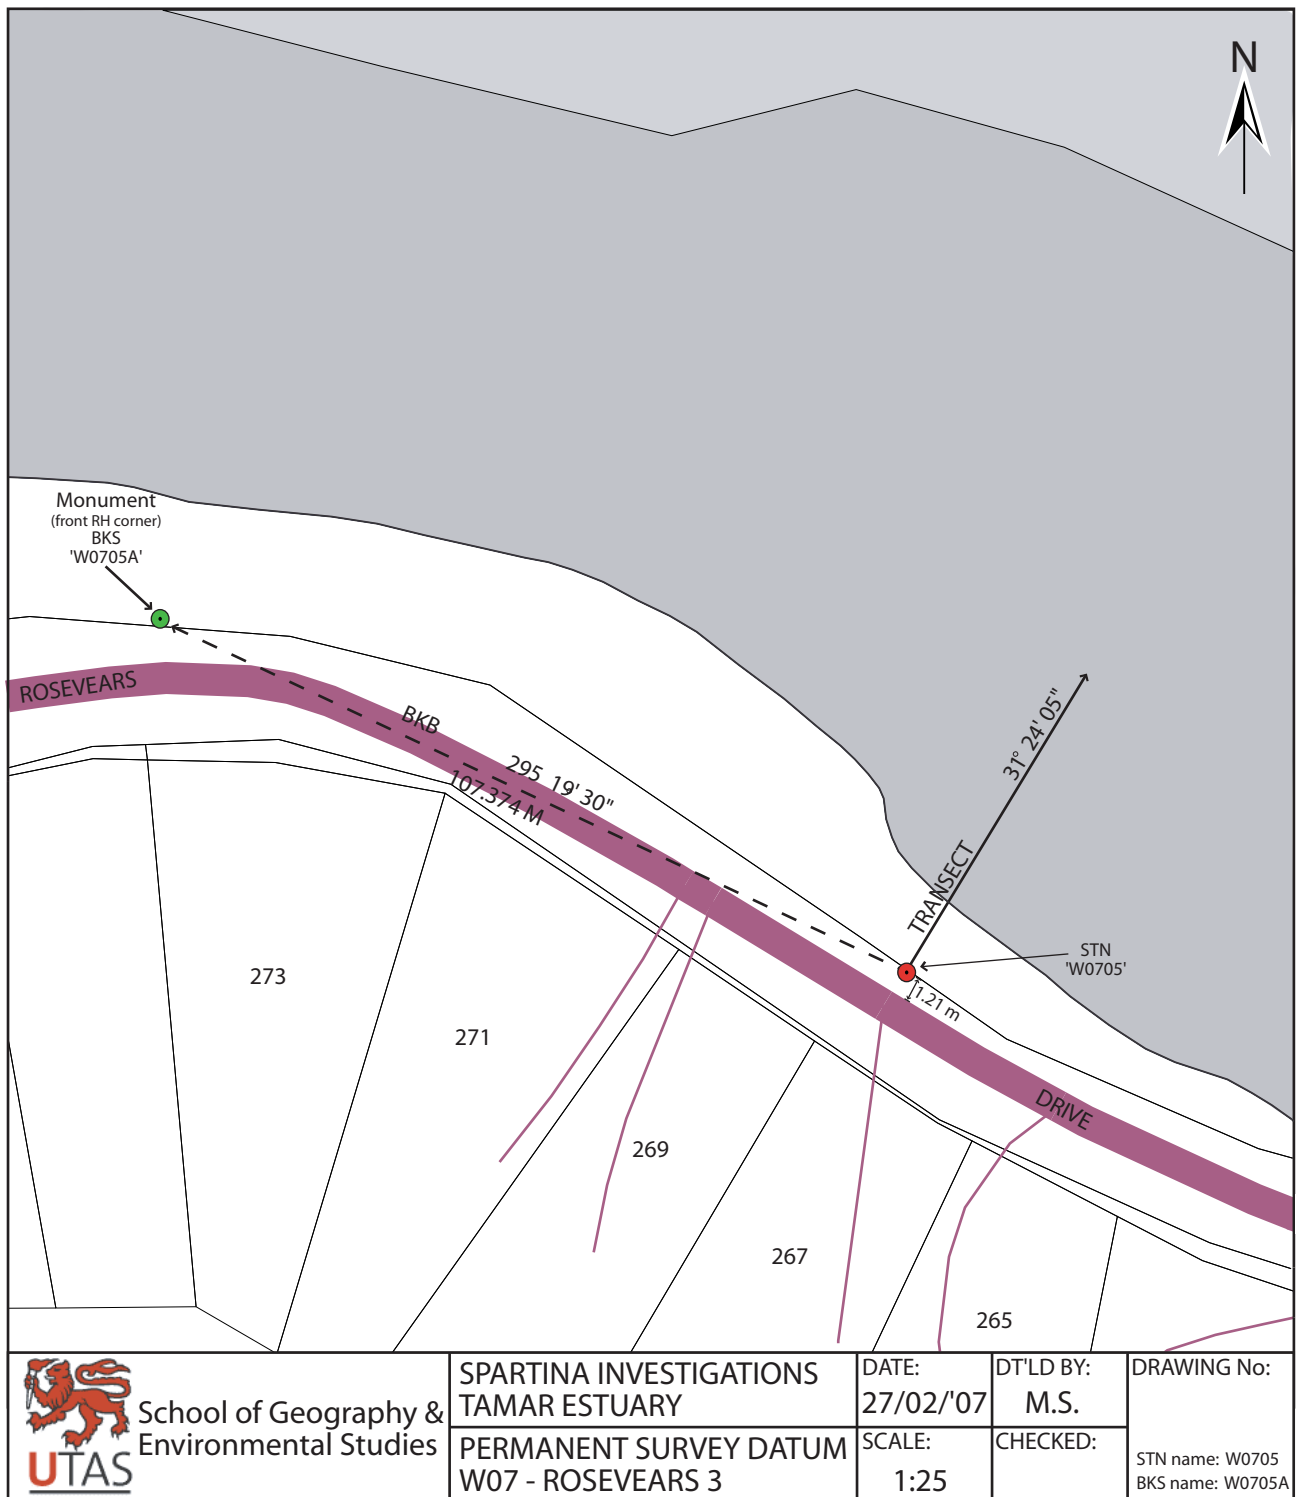 N
Monument
(front RH corner)
BKS
'W0705A'
ROSEVEARS
BKB
295 19' 30"
107.374 M
31° 24' 05"
TRANSECT
STN
'W0705'
1.21 m
273
271
DRIVE
269
267
265
UTAS
School of Geography &
Environmental Studies
SPARTINA INVESTIGATIONS
TAMAR ESTUARY
PERMANENT SURVEY DATUM
W07 - ROSEVEARS 3
DATE:
27/02/'07
DT'LD BY:
M.S.
SCALE:
1:25
CHECKED:
DRAWING No:
STN name: W0705
BKS name: W0705A